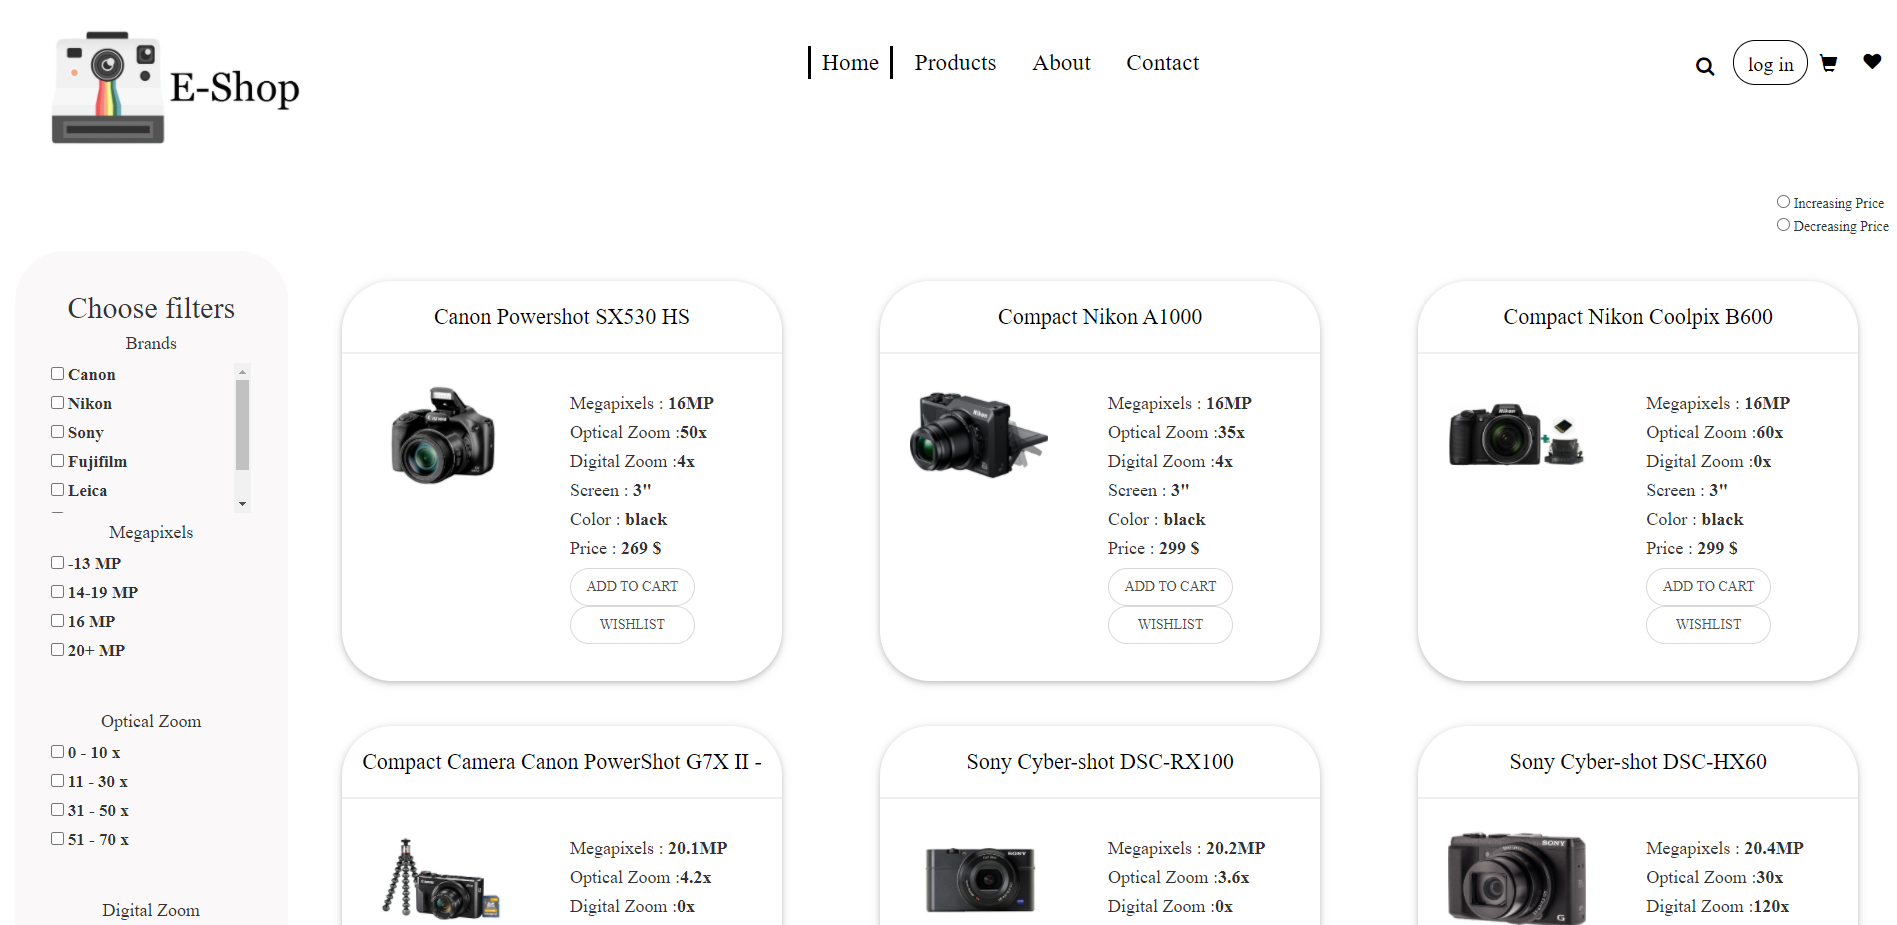 E-Shop
Home Products About Contact
log in
Increasing Price
Decreasing Price
Choose filters
Brands
Canon
Nikon
Sony
Fujifilm
Leica
Megapixels
-13 MP
14-19 MP
16 MP
20+ MP
Optical Zoom
0 - 10 x
11 - 30 x
31 - 50 x
51 - 70 x
Digital Zoom
Canon Powershot SX530 HS
Megapixels : 16MP
Optical Zoom :50x
Digital Zoom :4x
Screen : 3"
Color : black
Price : 269 $
ADD TO CART
WISHLIST
Compact Nikon A1000
Megapixels : 16MP
Optical Zoom :35x
Digital Zoom :4x
Screen : 3"
Color : black
Price : 299 $
ADD TO CART
WISHLIST
Compact Nikon Coolpix B600
Megapixels : 16MP
Optical Zoom :60x
Digital Zoom :0x
Screen : 3"
Color : black
Price : 299 $
ADD TO CART
WISHLIST
Compact Camera Canon PowerShot G7X II -
Megapixels : 20.1MP
Optical Zoom :4.2x
Digital Zoom :0x
Sony Cyber-shot DSC-RX100
SONY
Megapixels : 20.2MP
Optical Zoom :3.6x
Digital Zoom :0x
Sony Cyber-shot DSC-HX60
SONY
G
Megapixels : 20.4MP
Optical Zoom :30x
Digital Zoom :120x